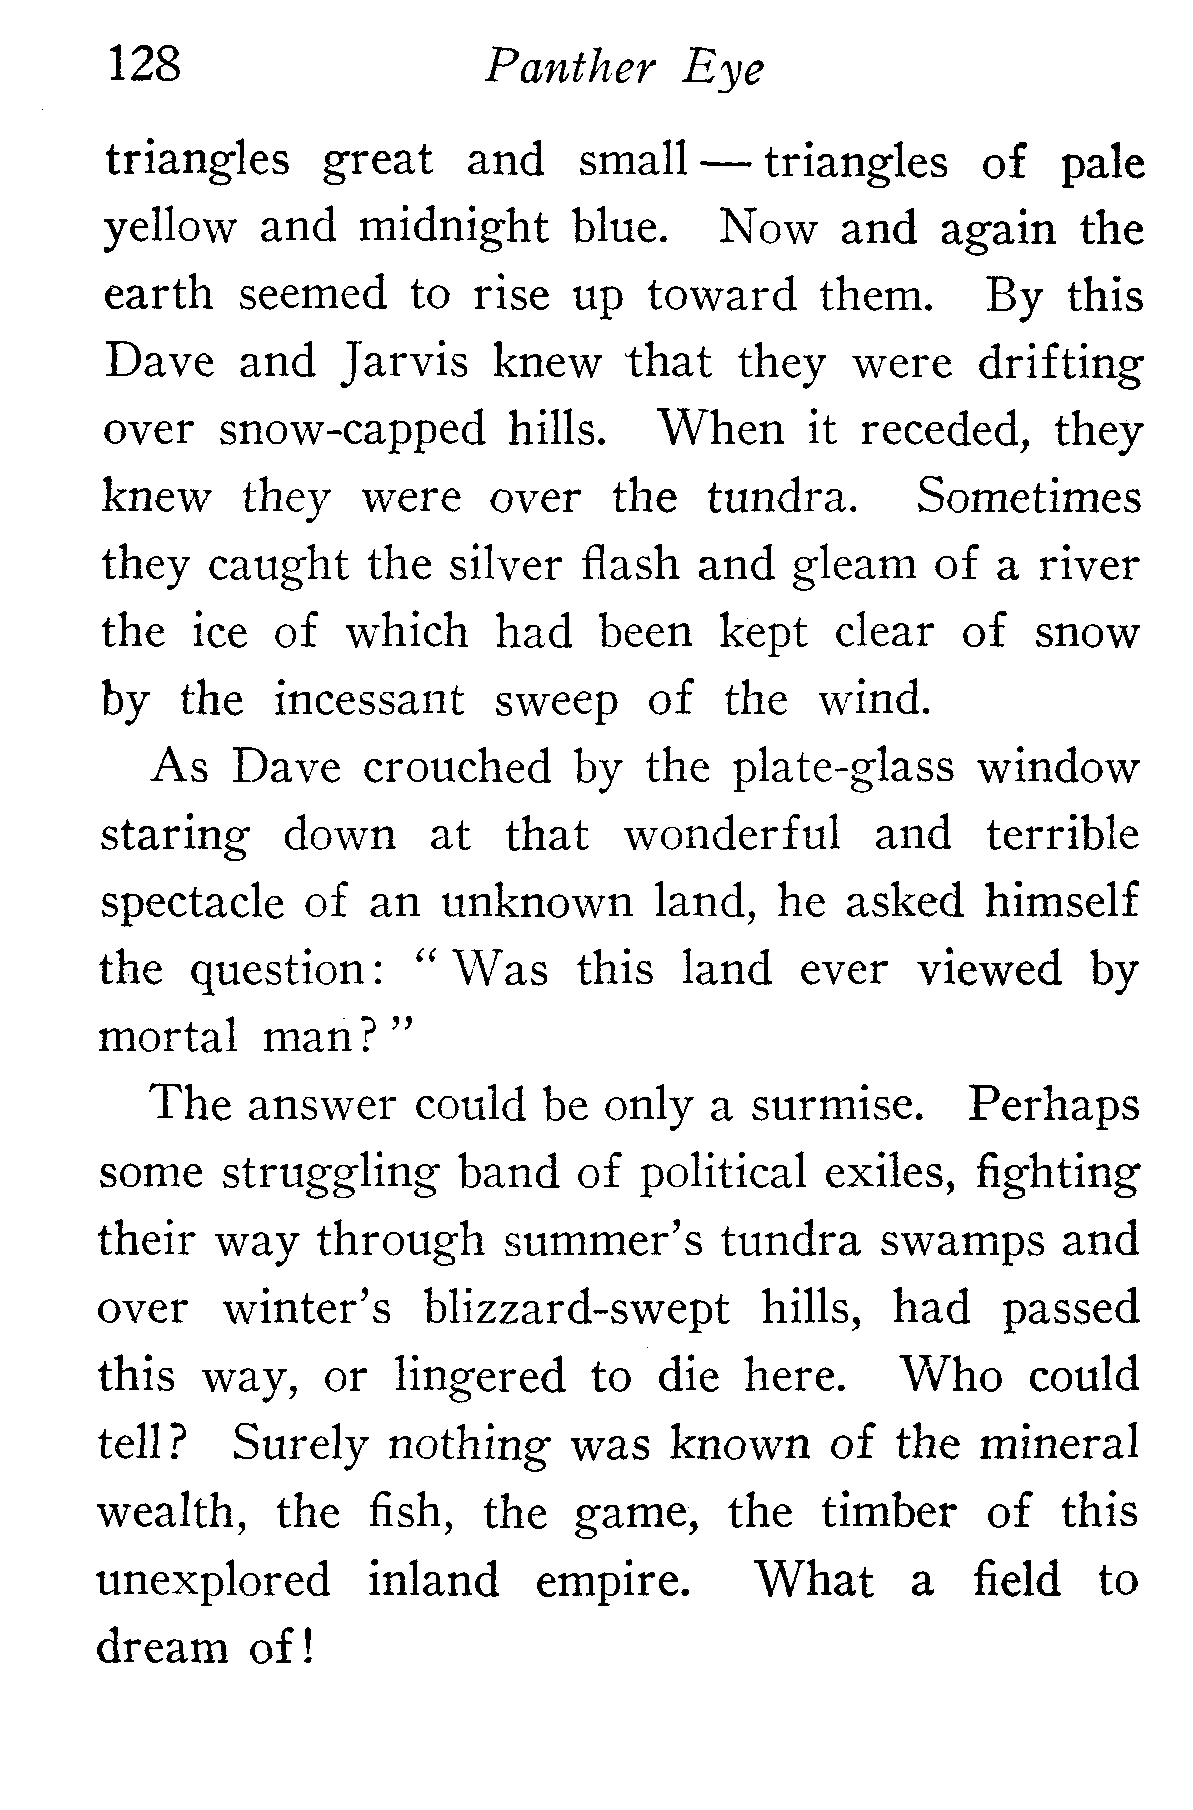 128 Panther Eye
triangles great and small — triangles of pale
yellow and midnight blue. Now and again the
earth seemed to rise up toward them. By this
Dave and Jarvis knew that they were drifting
over snow-capped hills. When it receded, they
knew they were over the tundra. Sometimes
they caught the silver flash and gleam of a river
the ice of which had been kept clear of snow
by the incessant sweep of the wind.
As Dave crouched by the plate-glass window
staring down at that wonderful and terrible
spectacle of an unknown land, he asked himself
the question: “ Was this land ever viewed by
mortal man? ”
The answer could be only a surmise. Perhaps
some struggling band of political exiles, fighting
their way through summer’s tundra swamps and
over winter’s blizzard-swept hills, had passed
this way, or lingered to die here. Who could
tell? Surely nothing was known of the mineral
wealth, the fish, the game, the timber of this
unexplored inland empire. What a field to
dream of!